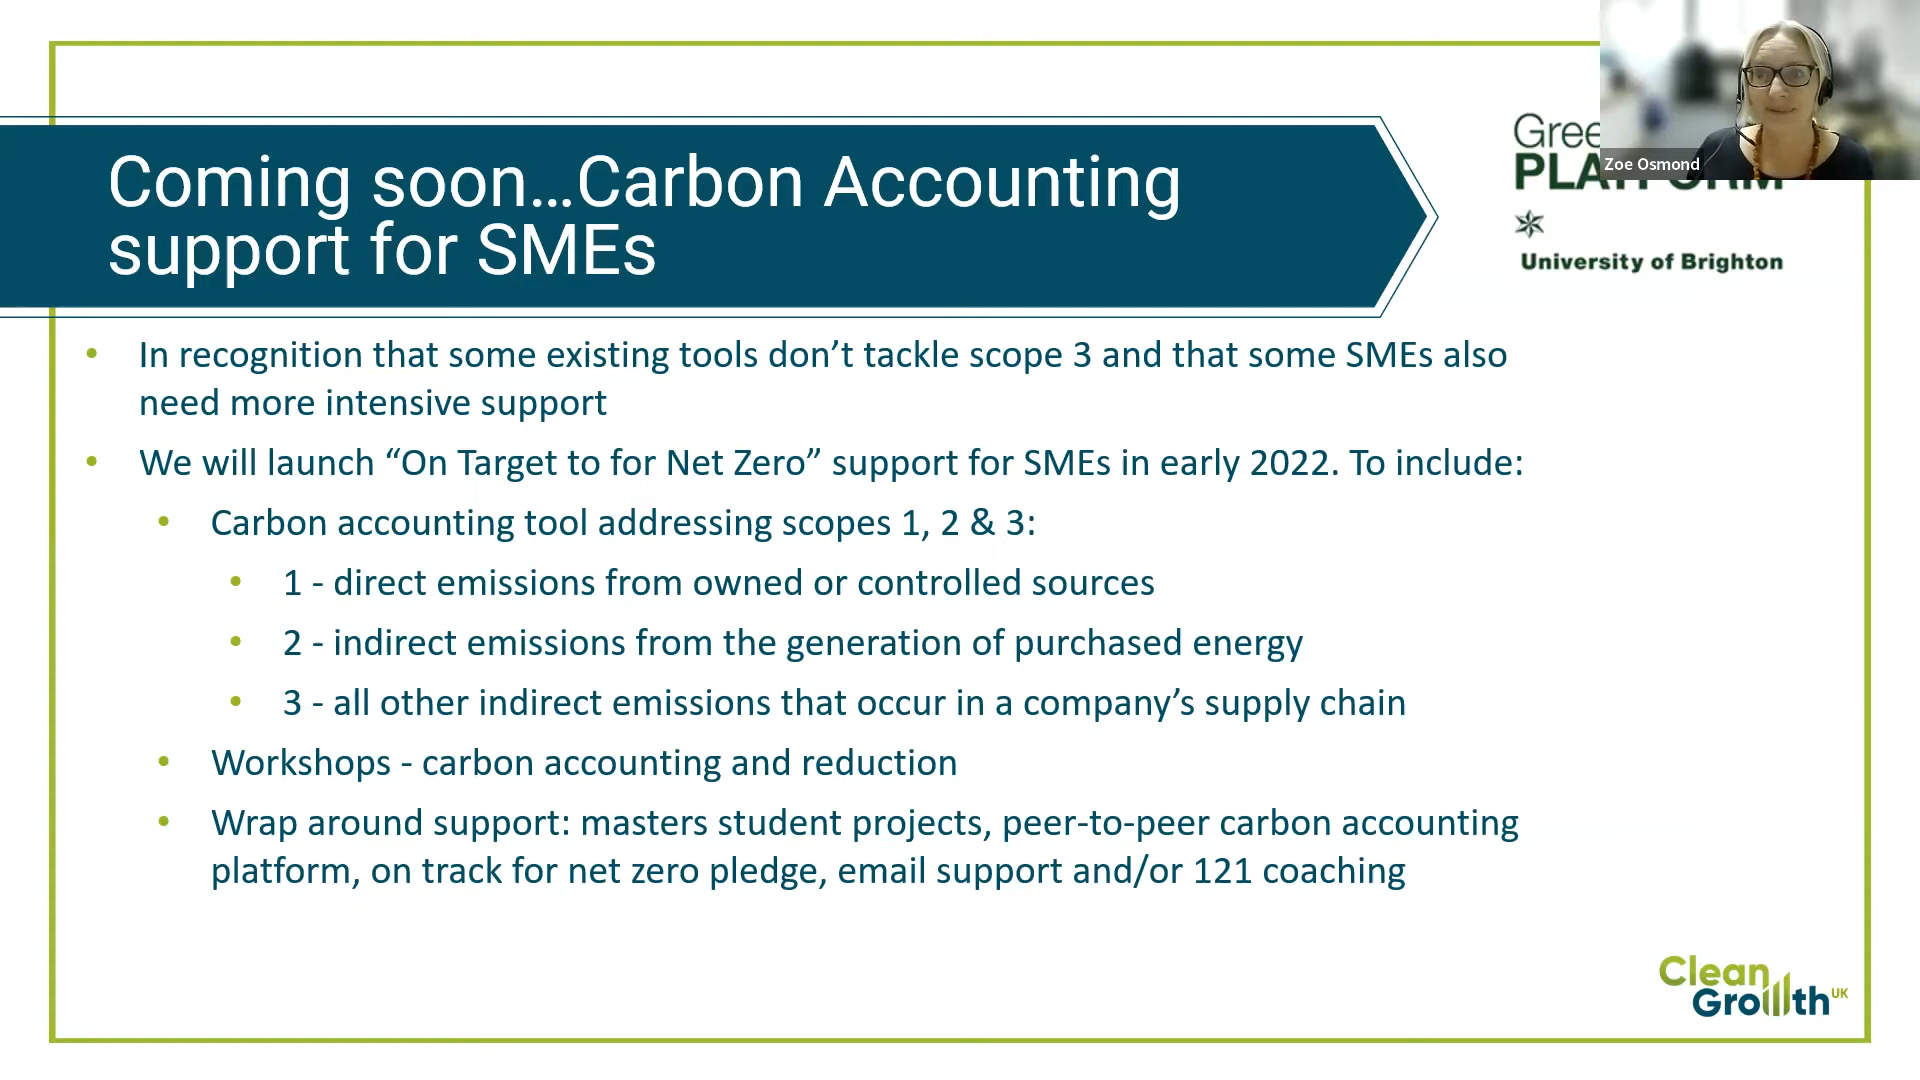 Coming soon...Carbon Accounting
support for SMEs
Gree
PLATFORM
University of Brighton
Zoe Osmond
• In recognition that some existing tools don’t tackle scope 3 and that some SMEs also
need more intensive support
• We will launch “On Target to for Net Zero” support for SMEs in early 2022. To include:
• Carbon accounting tool addressing scopes 1, 2 & 3:
• 1 - direct emissions from owned or controlled sources
• 2 - indirect emissions from the generation of purchased energy
• 3 - all other indirect emissions that occur in a company’s supply chain
• Workshops - carbon accounting and reduction
• Wrap around support: masters student projects, peer-to-peer carbon accounting
platform, on track for net zero pledge, email support and/or 121 coaching
Clean
Growth UK